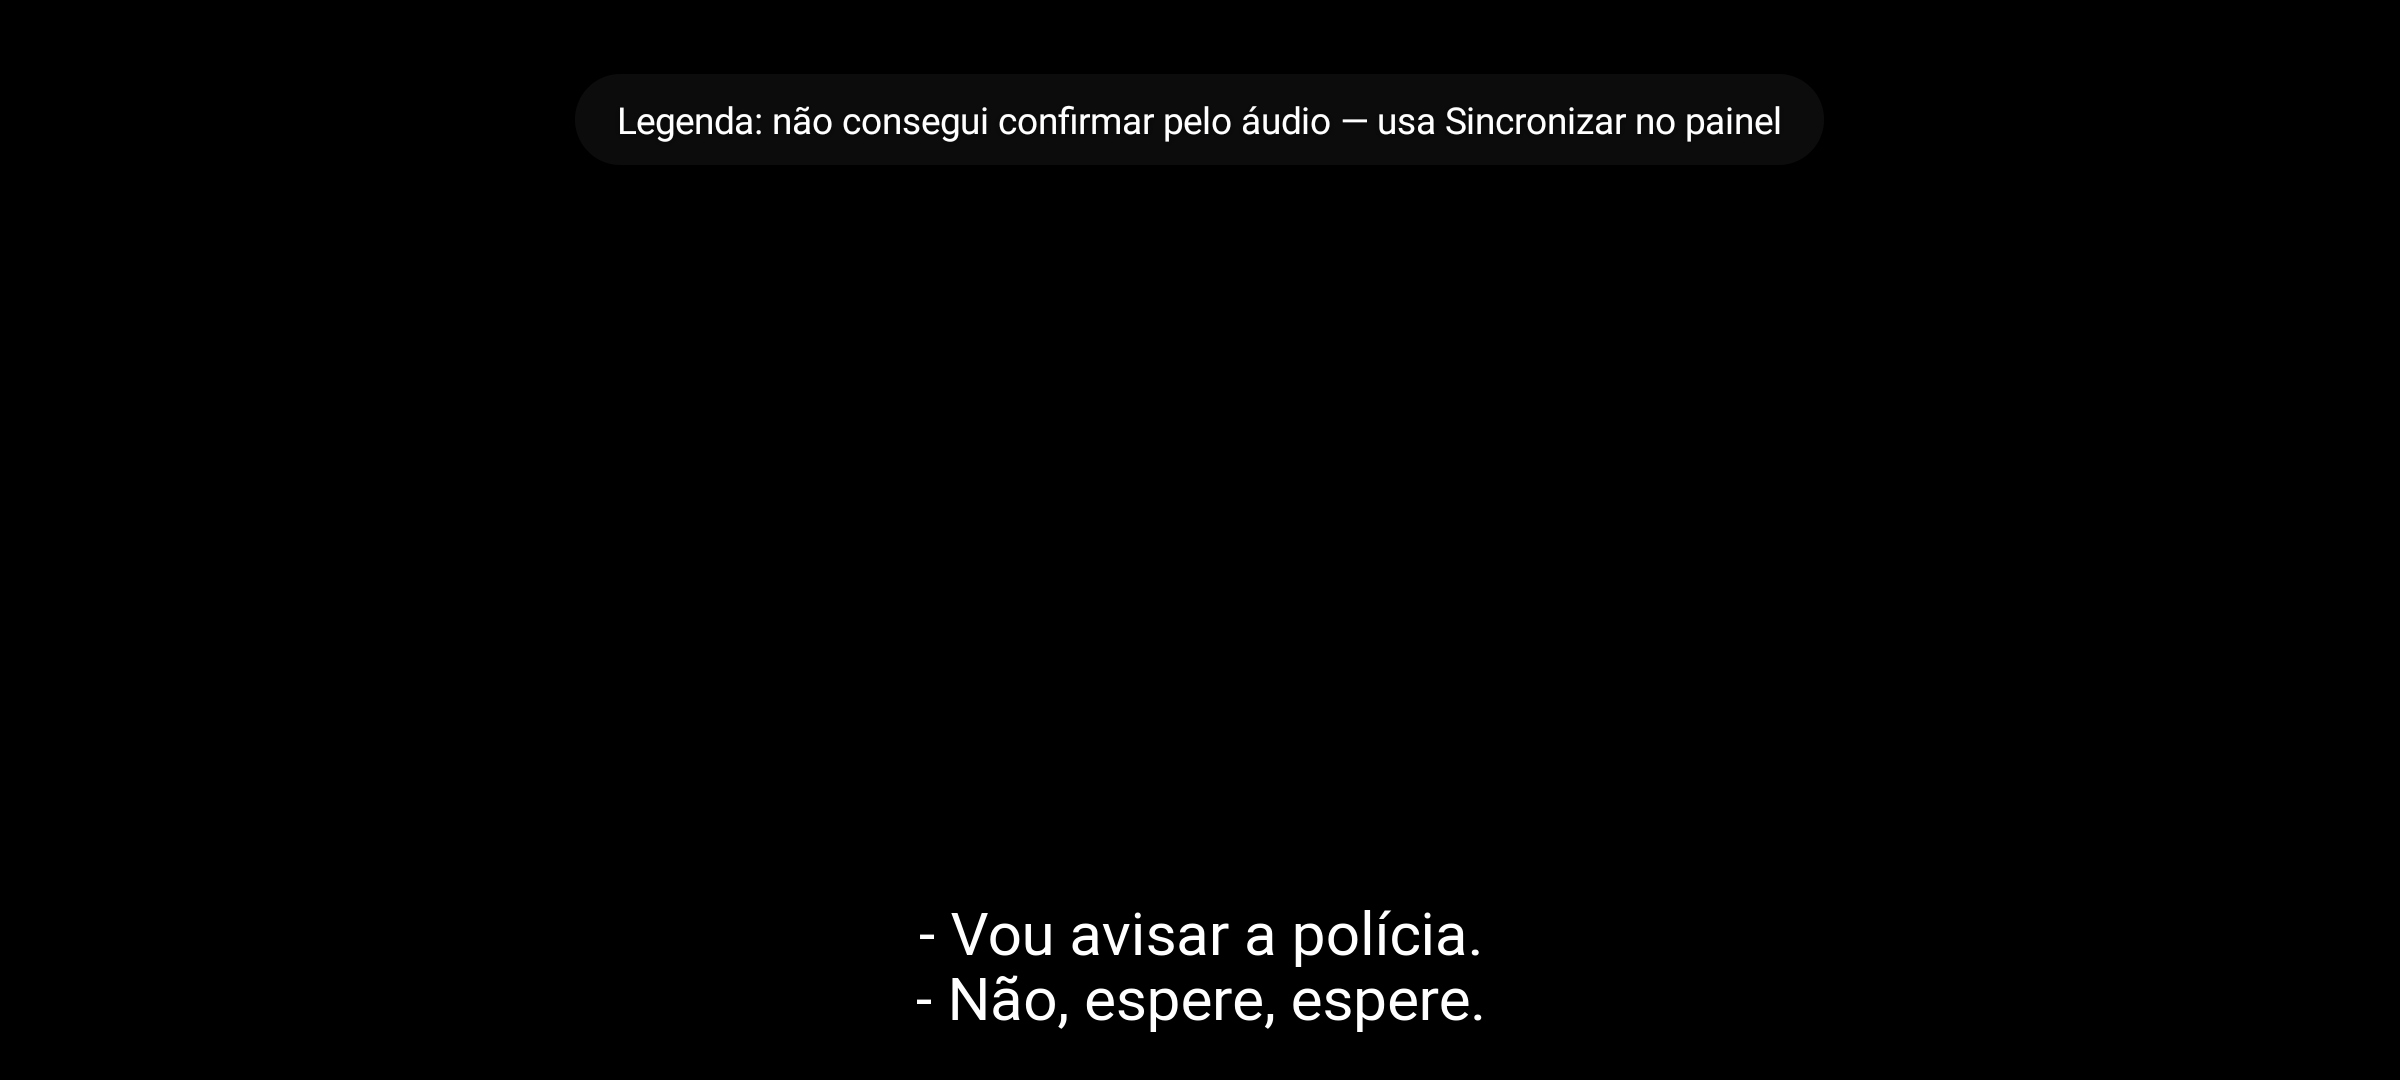 Legenda: não consegui confirmar pelo áudio — usa Sincronizar no painel
- Vou avisar a polícia.
- Não, espere, espere.